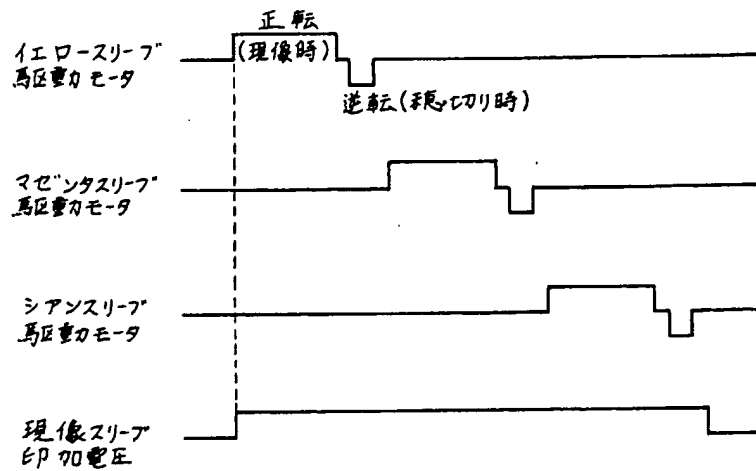 正転
(現像時)
イエロースリーブ
駆動モータ
逆転(穂切り時)
マゼンタスリーブ
駆動モータ
シアンスリーブ
駆動モータ
現像スリーブ
印加電圧